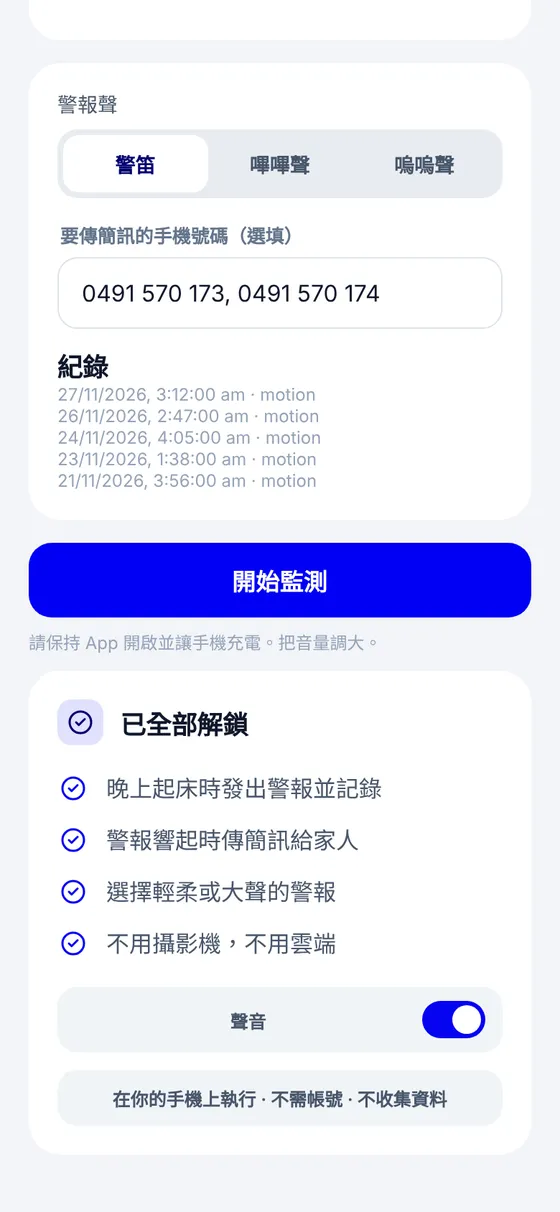 警報聲
警笛
嗶嗶聲
嗚嗚聲
要傳簡訊的手機號碼（選填）
0491 570 173, 0491 570 174
紀錄
27/11/2026, 3:12:00 am · motion
26/11/2026, 2:47:00 am · motion
24/11/2026, 4:05:00 am · motion
23/11/2026, 1:38:00 am · motion
21/11/2026, 3:56:00 am · motion
開始監測
請保持 App 開啟並讓手機充電。把音量調大。
已全部解鎖
晚上起床時發出警報並記錄
警報響起時傳簡訊給家人
選擇輕柔或大聲的警報
不用攝影機，不用雲端
聲音
在你的手機上執行 · 不需帳號 · 不收集資料